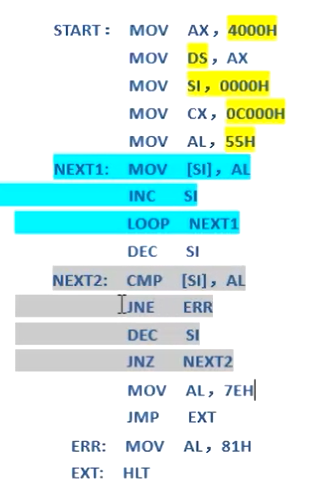 START： MOV AX，4000H
MOV DS，AX
MOV SI，0000H
MOV CX，0C000H
MOV AL，55H
NEXT1: MOV [SI]，AL
INC SI
LOOP NEXT1
DEC SI
NEXT2: CMP [SI]，AL
JNE ERR
DEC SI
JNZ NEXT2
MOV AL，7EH
JMP EXT
ERR: MOV AL，81H
EXT: HLT